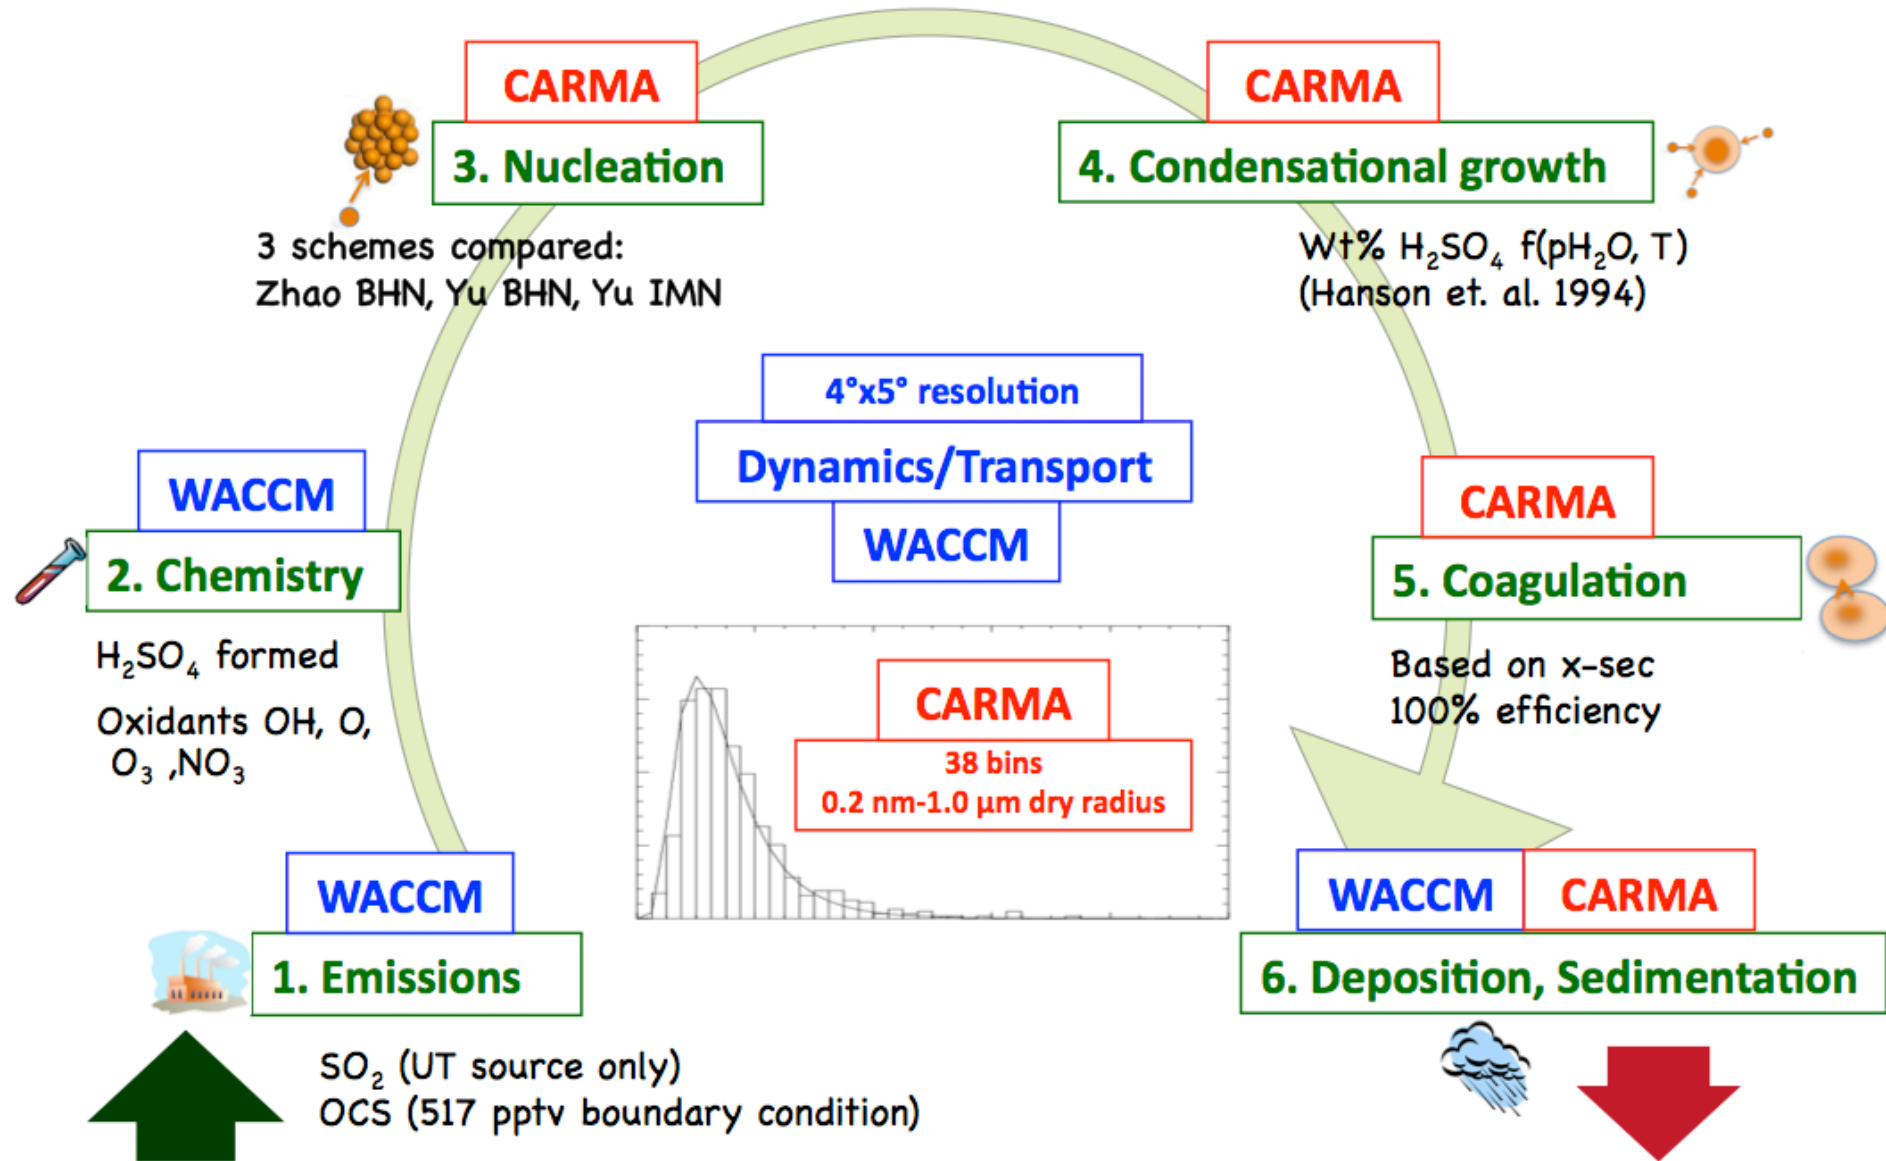 CARMA
3. Nucleation
3 schemes compared:
Zhao BHN, Yu BHN, Yu IMN
CARMA
4. Condensational growth
Wt% H₂SO₄ f(pH₂O, T)
(Hanson et. al. 1994)
4°x5° resolution
Dynamics/Transport
WACCM
WACCM
2. Chemistry
H₂SO₄ formed
Oxidants OH, O,
O₃ ,NO₃
CARMA
5. Coagulation
Based on x-sec
100% efficiency
CARMA
38 bins
0.2 nm-1.0 µm dry radius
WACCM
1. Emissions
SO₂ (UT source only)
OCS (517 pptv boundary condition)
WACCM CARMA
6. Deposition, Sedimentation